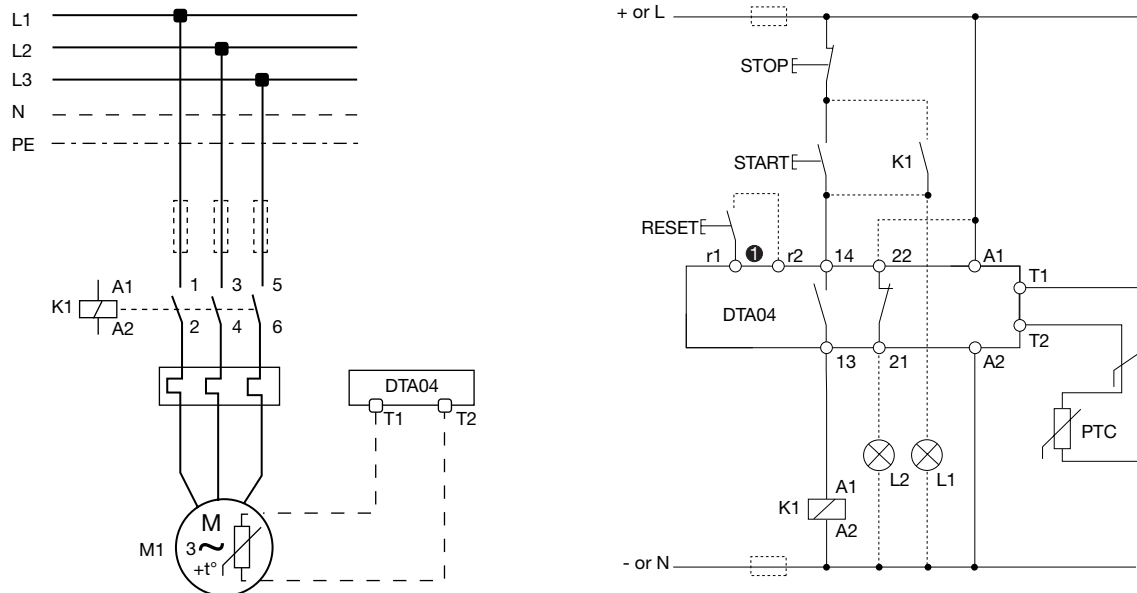 L1
L2
L3
N
PE
1 3 5
A1
K1
A2
2 4 6
DTA04
T1 T2
M
M1 3 ~
+t°
+ or L
STOP
START K1
RESET
r1 1 r2 14 22 A1
T1
DTA04
T2
13 21 A2
PTC
L2 L1
A1
K1
A2
- or N